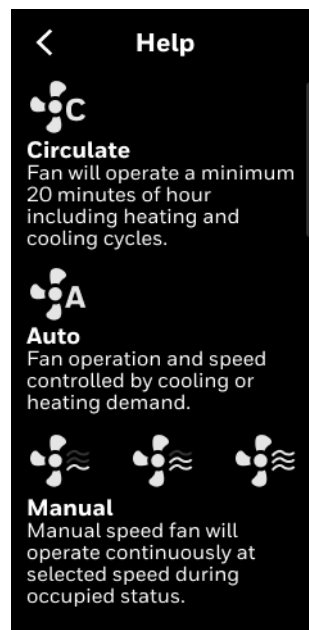 Help
C
Circulate
Fan will operate a minimum
20 minutes of hour
including heating and
cooling cycles.
A
Auto
Fan operation and speed
controlled by cooling or
heating demand.
Manual
Manual speed fan will
operate continuously at
selected speed during
occupied status.